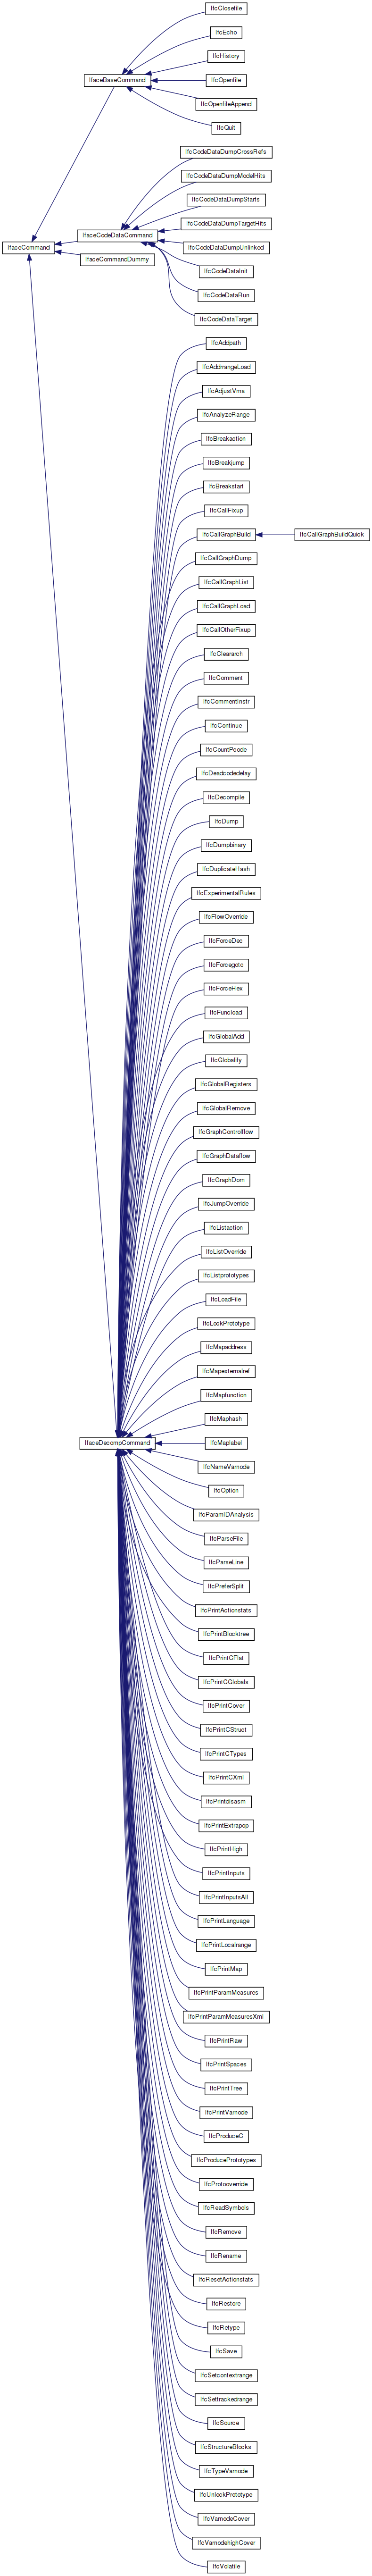 IfcClosefile
IfcEcho
IfcHistory
IfaceBaseCommand
IfcOpenfile
IfcOpenfileAppend
IfcQuit
IfcCodeDataDumpCrossRefs
IfcCodeDataDumpModelHits
IfcCodeDataDumpStarts
IfcCodeDataDumpTargetHits
IfaceCodeDataCommand
IfaceCommand
IfcCodeDataDumpUnlinked
IfaceCommandDummy
IfcCodeDataInit
IfcCodeDataRun
IfcCodeDataTarget
IfcAddpath
IfcAddrrangeLoad
IfcAdjustVma
IfcAnalyzeRange
IfcBreakaction
IfcBreakjump
IfcBreakstart
IfcCallFixup
IfcCallGraphBuild
IfcCallGraphBuildQuick
IfcCallGraphDump
IfcCallGraphList
IfcCallGraphLoad
IfcCallOtherFixup
IfcCleararch
IfcComment
IfcCommentInstr
IfcContinue
IfcCountPcode
IfcDeadcodedelay
IfcDecompile
IfcDump
IfcDumpbinary
IfcDuplicateHash
IfcExperimentalRules
IfcFlowOverride
IfcForceDec
IfcForcegoto
IfcForceHex
IfcFuncload
IfcGlobalAdd
IfcGlobalify
IfcGlobalRegisters
IfcGlobalRemove
IfcGraphControlflow
IfcGraphDataflow
IfcGraphDom
IfcJumpOverride
IfcListaction
IfcListOverride
IfcListprototypes
IfcLoadFile
IfcLockPrototype
IfcMapaddress
IfcMapexternalref
IfcMapfunction
IfcMaphash
IfaceDecompCommand
IfcMaplabel
IfcNameVarnode
IfcOption
IfcParamIDAnalysis
IfcParseFile
IfcParseLine
IfcPreferSplit
IfcPrintActionstats
IfcPrintBlocktree
IfcPrintCFlat
IfcPrintCGlobals
IfcPrintCover
IfcPrintCStruct
IfcPrintCTypes
IfcPrintCXml
IfcPrintdisasm
IfcPrintExtrapop
IfcPrintHigh
IfcPrintInputs
IfcPrintInputsAll
IfcPrintLanguage
IfcPrintLocalrange
IfcPrintMap
IfcPrintParamMeasures
IfcPrintParamMeasuresXml
IfcPrintRaw
IfcPrintSpaces
IfcPrintTree
IfcPrintVarnode
IfcProduceC
IfcProducePrototypes
IfcProtooverride
IfcReadSymbols
IfcRemove
IfcRename
IfcResetActionstats
IfcRestore
IfcRetype
IfcSave
IfcSetcontextrange
IfcSettrackedrange
IfcSource
IfcStructureBlocks
IfcTypeVarnode
IfcUnlockPrototype
IfcVarnodeCover
IfcVarnodehighCover
IfcVolatile